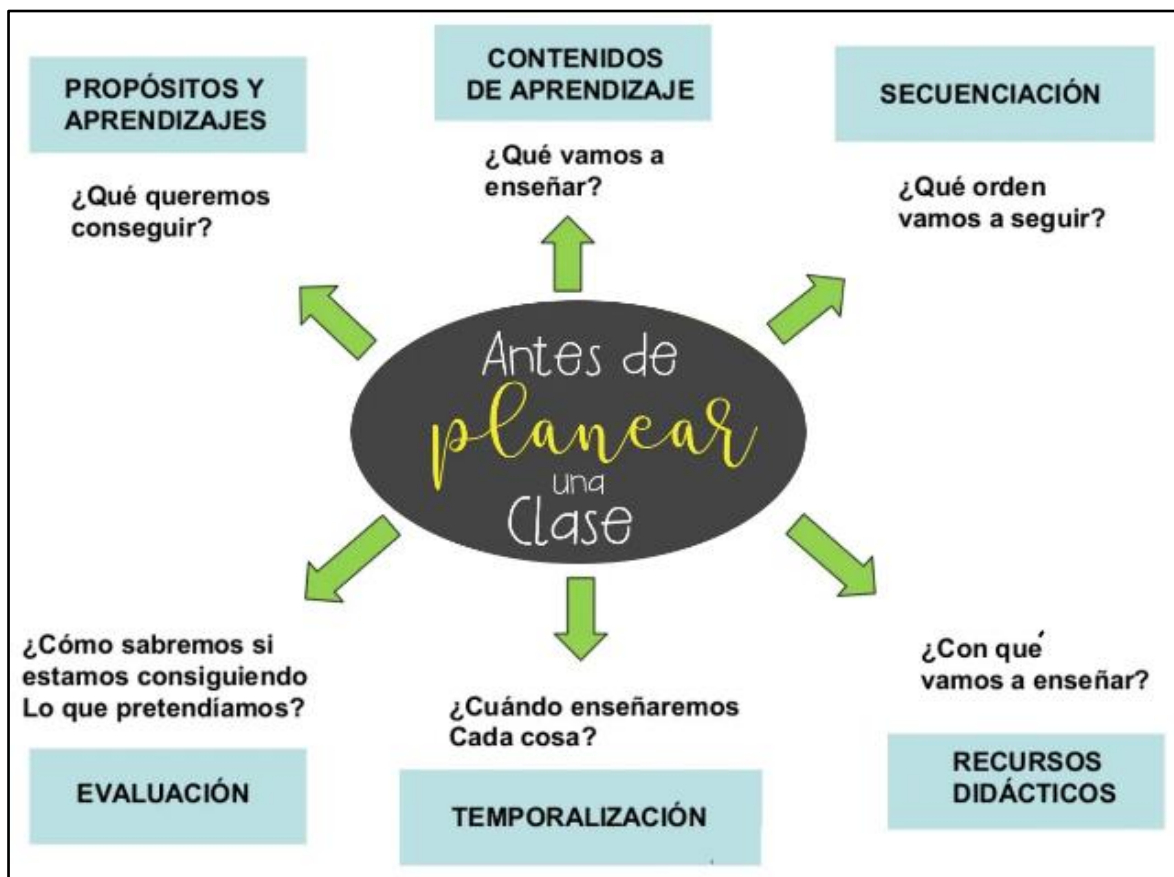 PROPÓSITOS Y
APRENDIZAJES
¿Qué queremos
conseguir?
CONTENIDOS
DE APRENDIZAJE
¿Qué vamos a
enseñar?
SECUENCIACIÓN
¿Qué orden
vamos a seguir?
Antes de
planear
una
Clase
¿Cómo sabremos si
estamos consiguiendo
Lo que pretendíamos?
EVALUACIÓN
¿Cuándo enseñaremos
Cada cosa?
TEMPORALIZACIÓN
¿Con qué
vamos a enseñar?
RECURSOS
DIDÁCTICOS